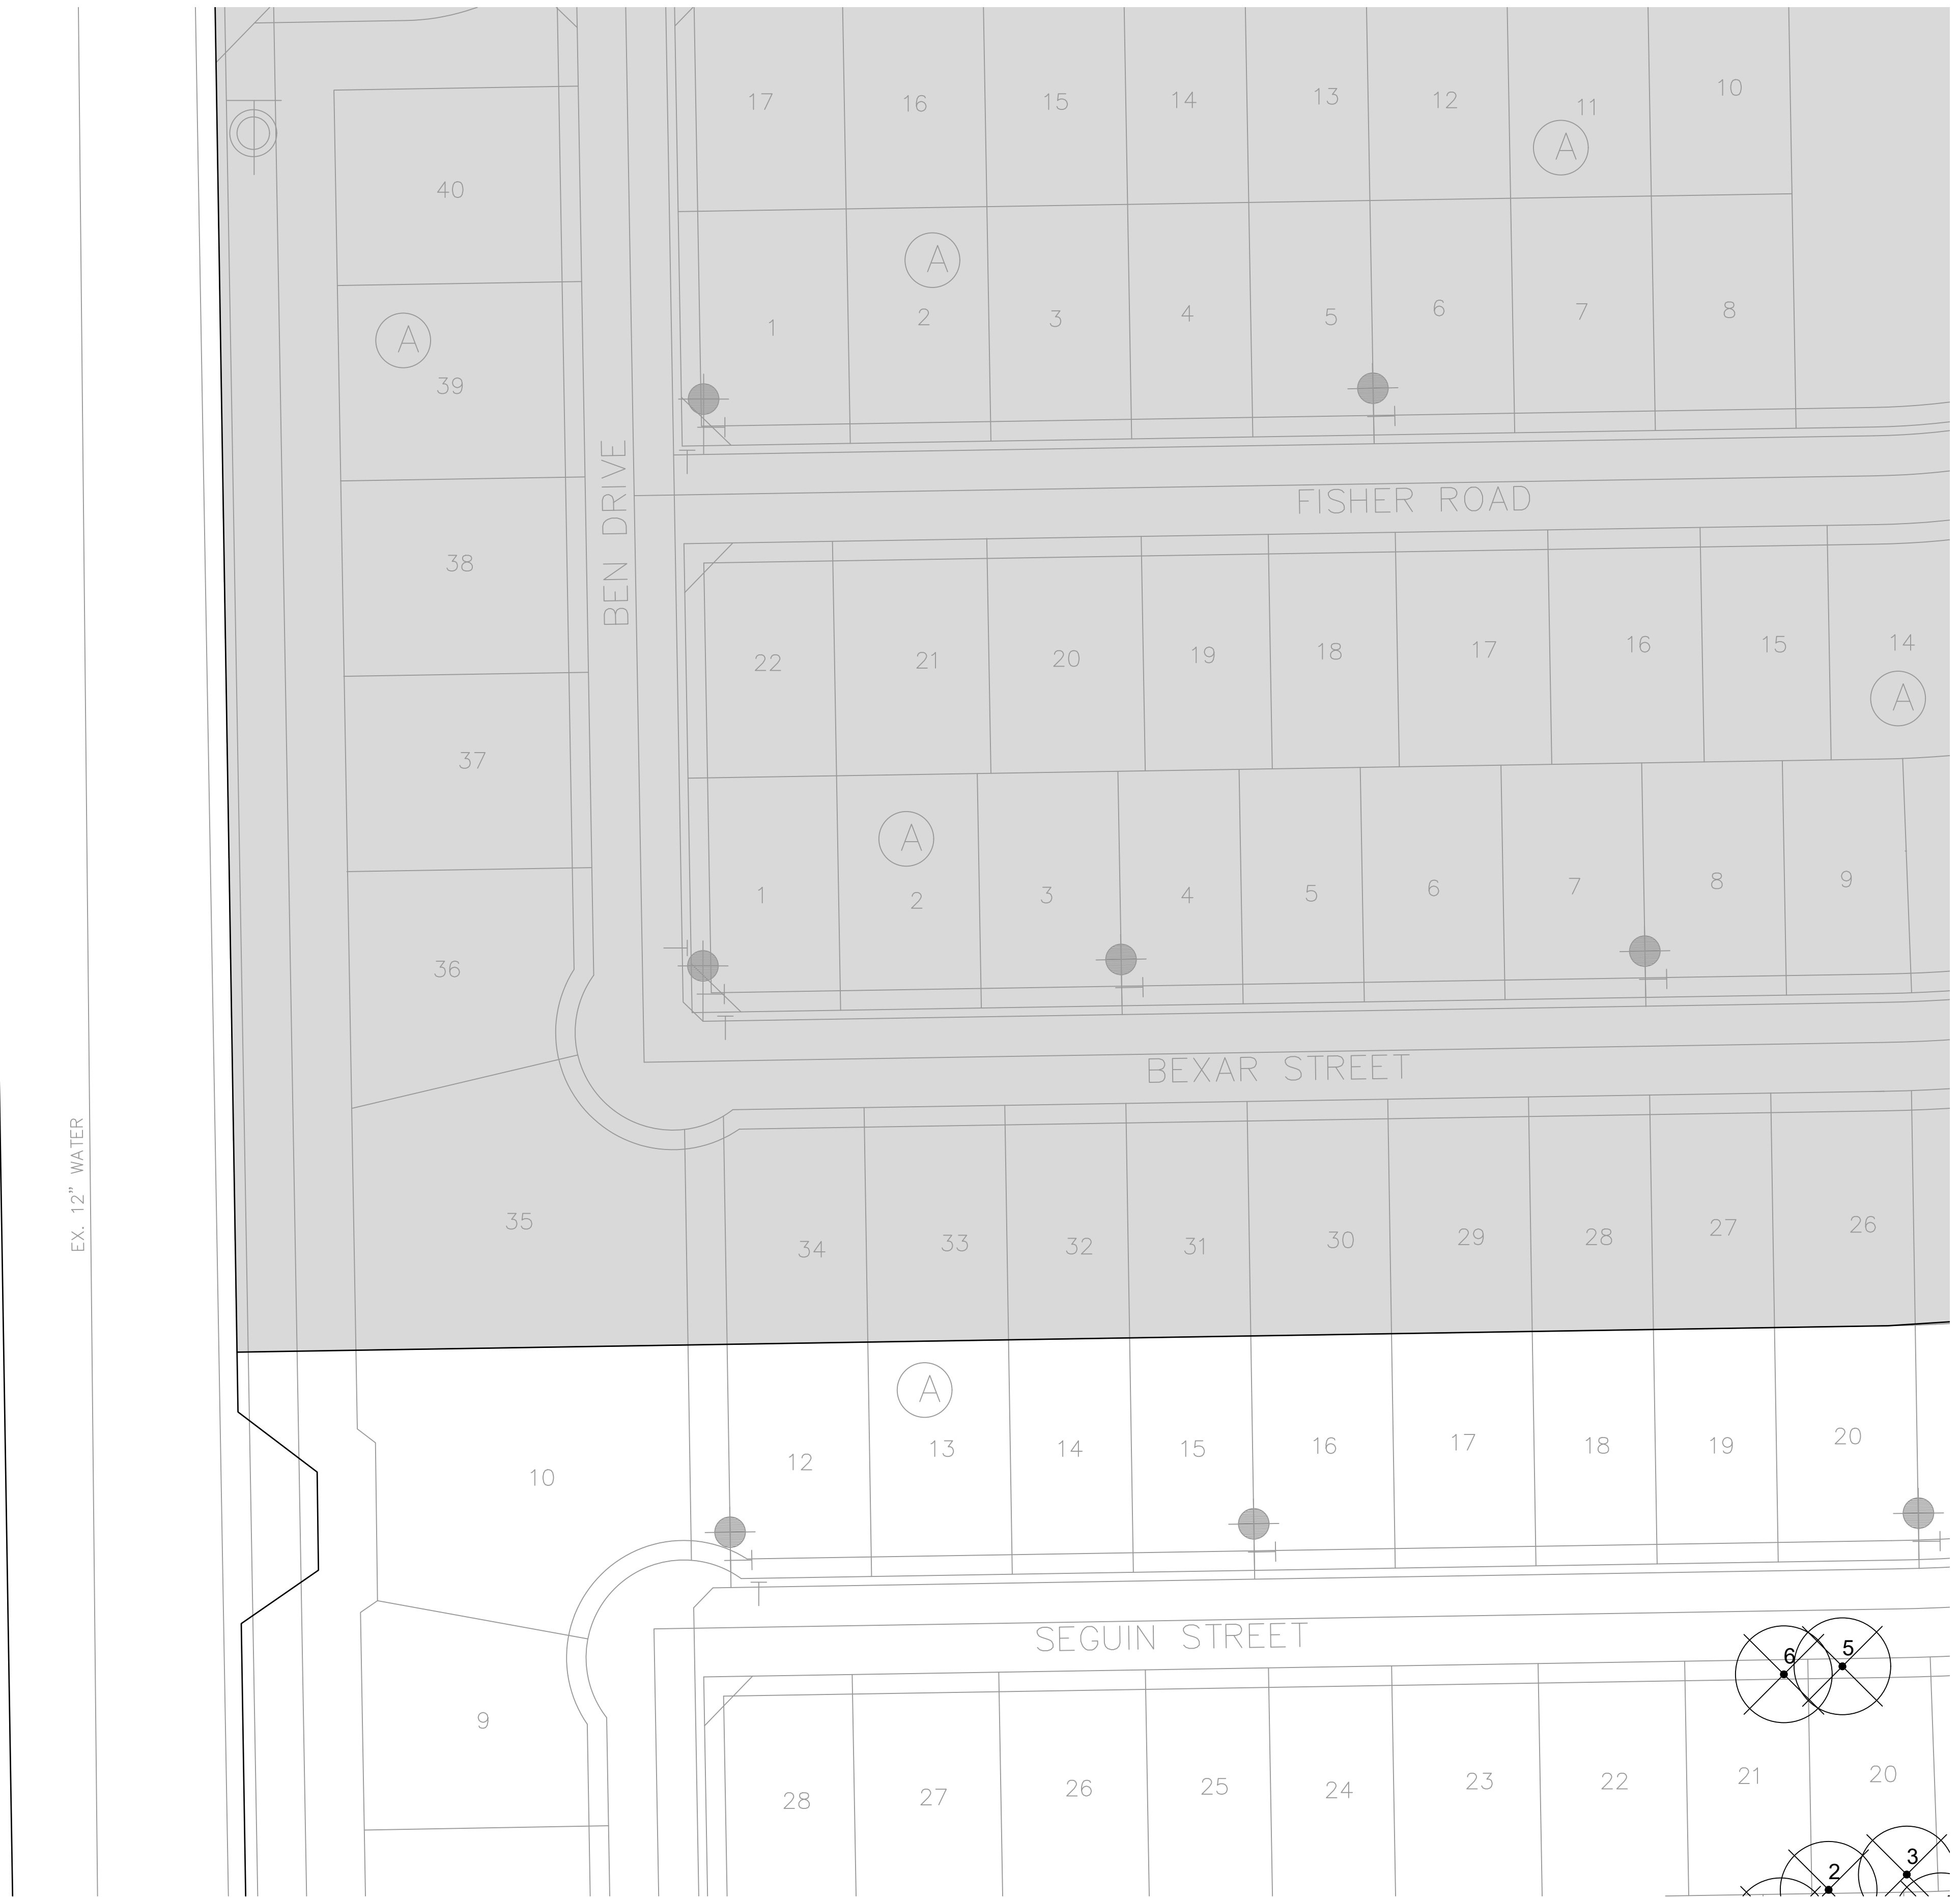 17 16 15 14 13 12 11 10
A
40
A
1 2 3 4 5 6 7 8
A
39
BEN DRIVE
FISHER ROAD
38
22 21 20 19 18 17 16 15 14
A
37
A
1 2 3 4 5 6 7 8 9
36
BEXAR STREET
EX. 12" WATER
35
34 33 32 31 30 29 28 27 26
A
10
12 13 14 15 16 17 18 19 20
SEGUIN STREET
6 5
9
28 27 26 25 24 23 22 21 20
2 3